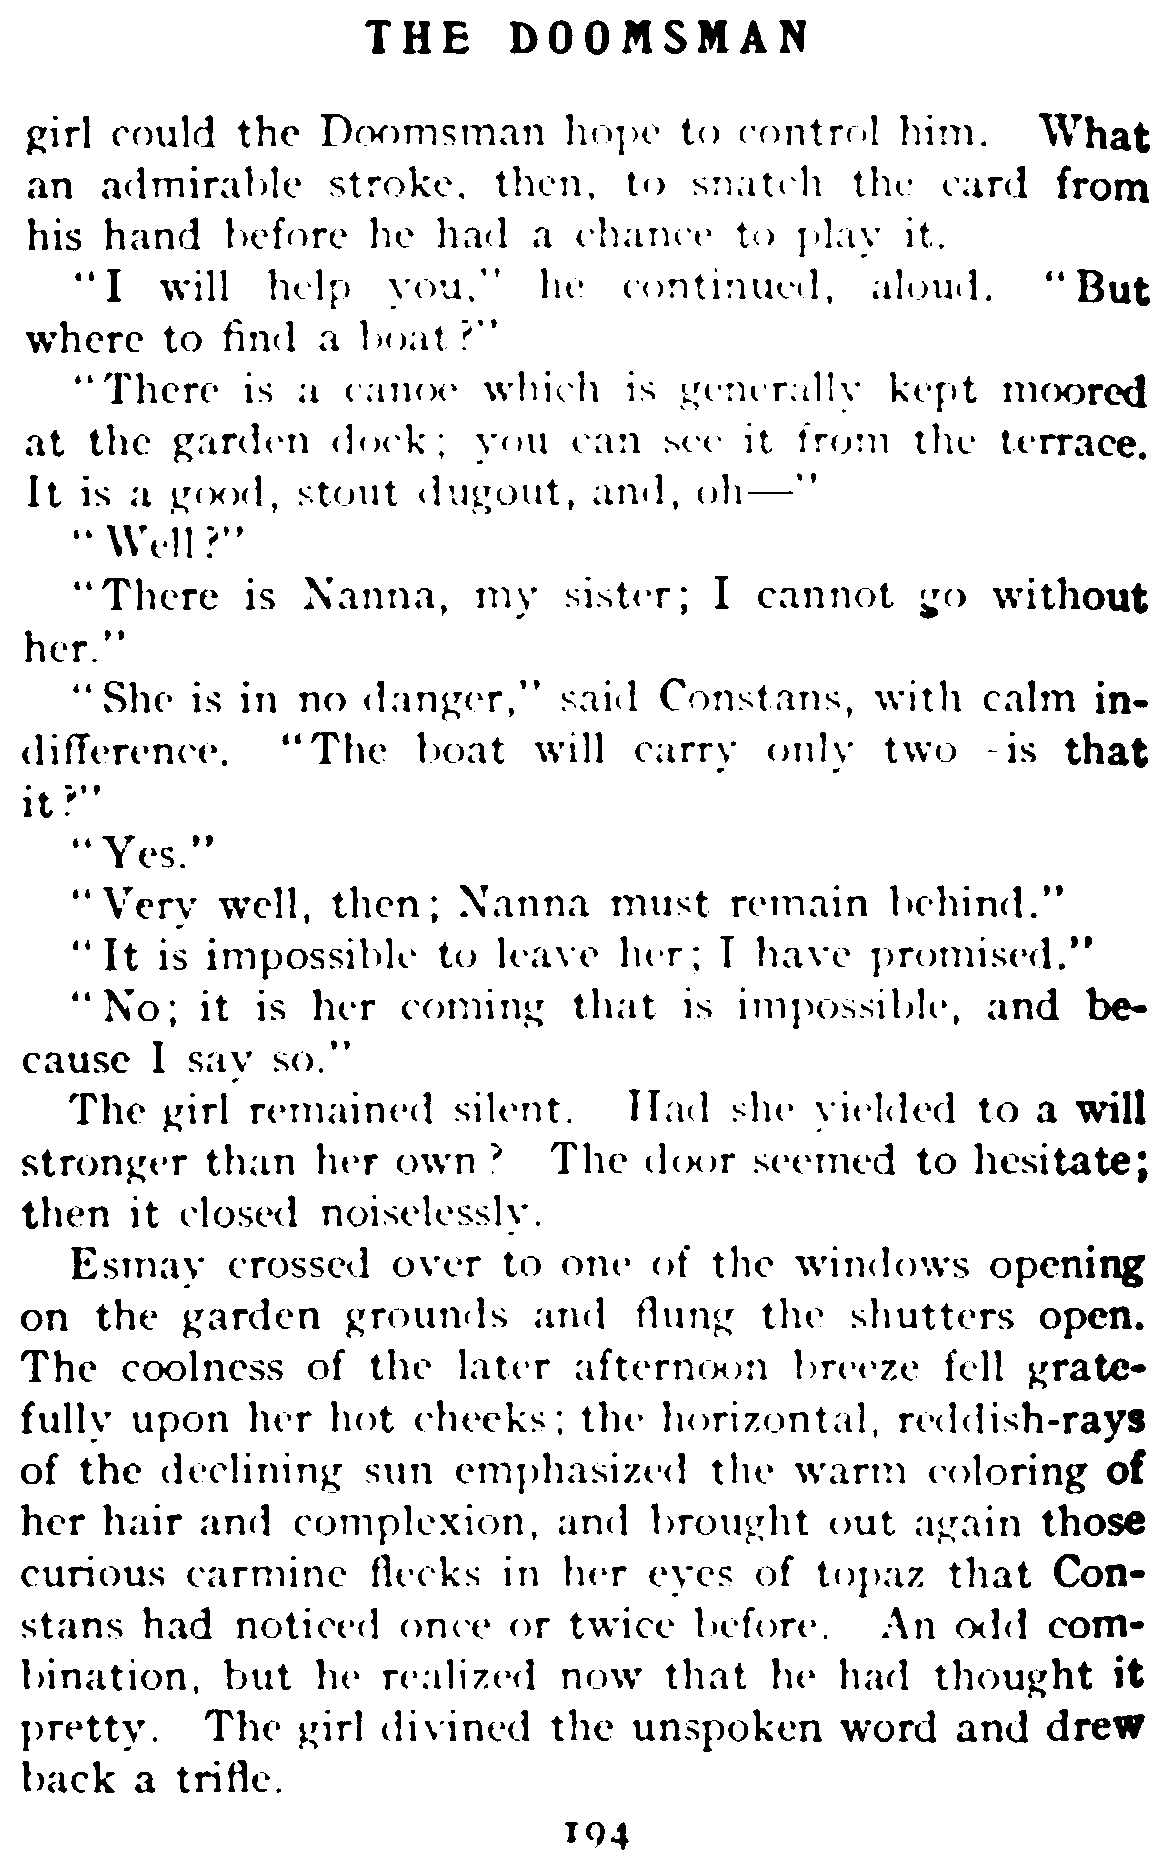 THE DOOMSMAN
girl could the Doomsman hope to control him. What
an admirable stroke, then, to snatch the card from
his hand before he had a chance to play it.
"I will help you," he continued, aloud. "But
where to find a boat?"
"There is a canoe which is generally kept moored
at the garden dock; you can see it from the terrace.
It is a good, stout dugout, and, oh—"
"Well?"
"There is Nanna, my sister; I cannot go without
her."
"She is in no danger," said Constans, with calm in-
difference. "The boat will carry only two -is that
it?"
"Yes."
"Very well, then; Nanna must remain behind."
"It is impossible to leave her; I have promised."
"No; it is her coming that is impossible, and be-
cause I say so."
The girl remained silent. Had she yielded to a will
stronger than her own? The door seemed to hesitate;
then it closed noiselessly.
Esmay crossed over to one of the windows opening
on the garden grounds and flung the shutters open.
The coolness of the later afternoon breeze fell grate-
fully upon her hot cheeks; the horizontal, reddish-rays
of the declining sun emphasized the warm coloring of
her hair and complexion, and brought out again those
curious carmine flecks in her eyes of topaz that Con-
stans had noticed once or twice before. An odd com-
bination, but he realized now that he had thought it
pretty. The girl divined the unspoken word and drew
back a trifle.
194